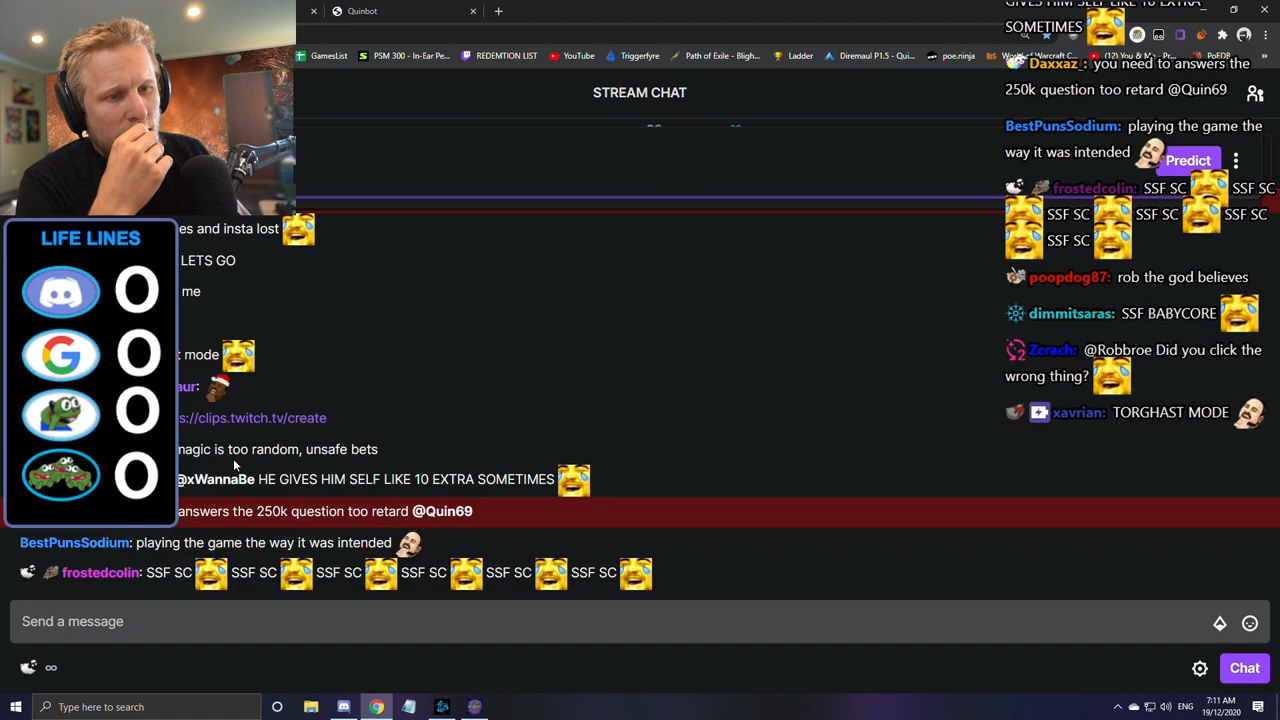 Quinbot
GamesList
PSM - In-Ear Pe...
REDEMTION LIST
YouTube
Triggerfyre
Path of Exile - Bligh...
Ladder
Diremaul P1.5 - Qui...
poe.ninja
World of Warcraft C...
(12) You & M
PoEDB
STREAM CHAT
Predict
LIFE LINES
0
0
0
0
es and insta lost
LETS GO
me
t mode
aur:
s://clips.twitch.tv/create
magic is too random, unsafe bets
@xWannaBe HE GIVES HIM SELF LIKE 10 EXTRA SOMETIMES
answers the 250k question too retard @Quin69
BestPunsSodium: playing the game the way it was intended
frostedcolin: SSF SC SSF SC SSF SC SSF SC SSF SC SSF SC
Send a message
Chat
GIVES HIM SELF LIKE 10 EXTRA
SOMETIMES
Daxxaz_: you need to answers the
250k question too retard @Quin69
BestPunsSodium: playing the game the
way it was intended
frostedcolin: SSF SC SSF SC
SSF SC SSF SC SSF SC
SSF SC
poopdog87: rob the god believes
dimmitsaras: SSF BABYCORE
Zcrach: @Robbroe Did you click the
wrong thing?
xavrian: TORGHAST MODE
Type here to search
ENG
7:11 AM
19/12/2020